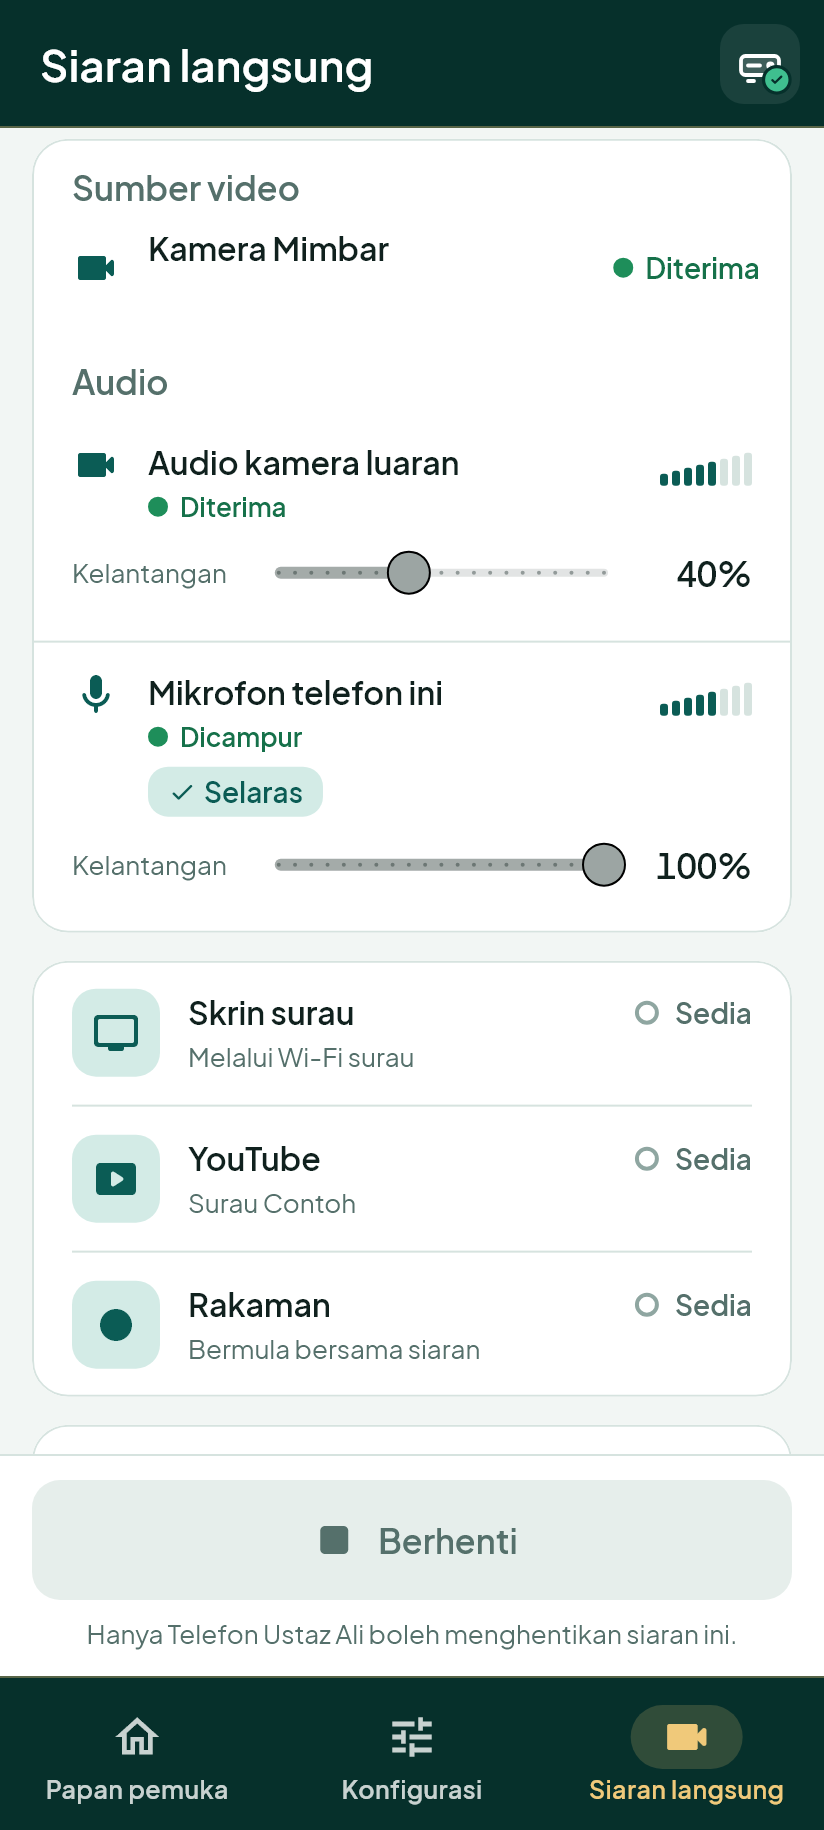 Siaran langsung
Sumber video
Kamera Mimbar
Diterima
Audio
Audio kamera luaran
Diterima
Kelantangan
40%
Mikrofon telefon ini
Dicampur
Selaras
Kelantangan
100%
Skrin surau
Sedia
Melalui Wi-Fi surau
YouTube
Sedia
Surau Contoh
Rakaman
Sedia
Bermula bersama siaran
Berhenti
Hanya Telefon Ustaz Ali boleh menghentikan siaran ini.
Papan pemuka
Konfigurasi
Siaran langsung